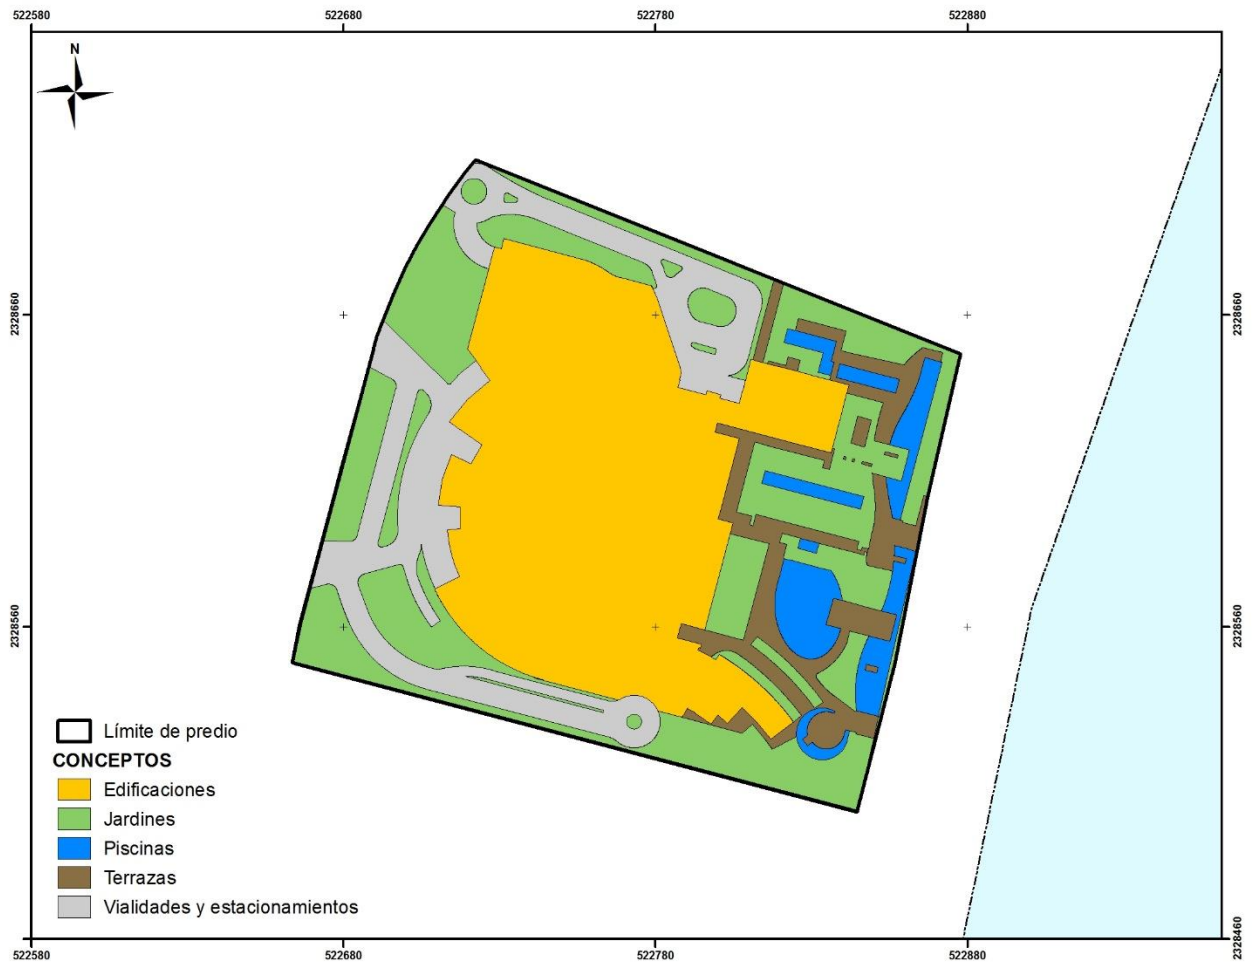 522580
522680
522780
522880
N
2328660
2328660
2328560
2328560
Límite de predio
CONCEPTOS
Edificaciones
Jardines
Piscinas
Terrazas
Vialidades y estacionamientos
2328460
522580
522680
522780
522880